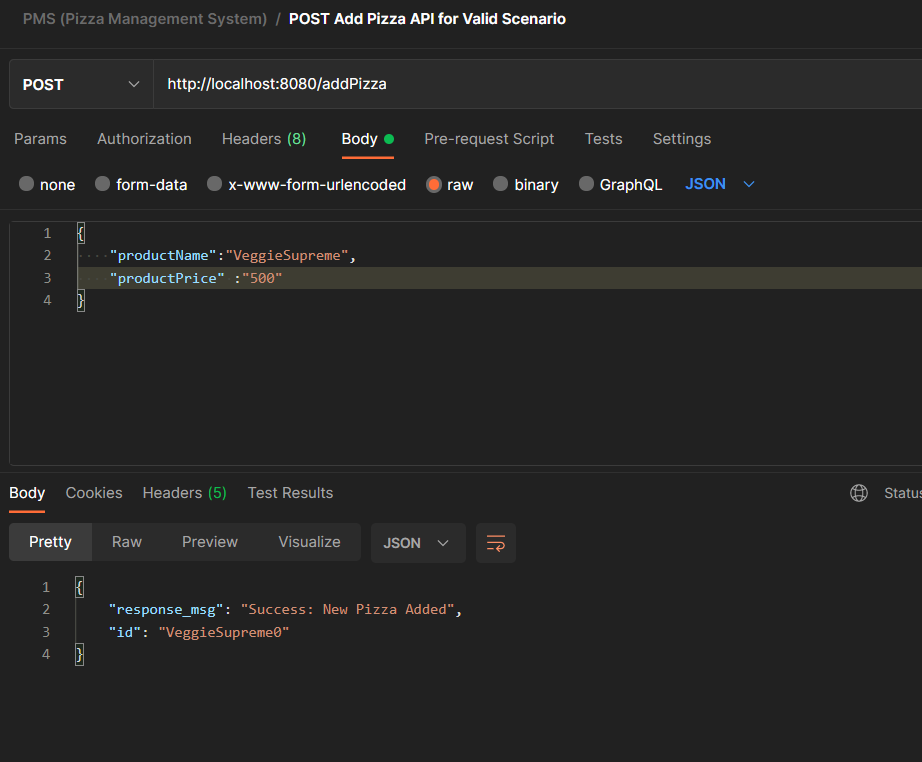 PMS (Pizza Management System) / POST Add Pizza API for Valid Scenario
POST http://localhost:8080/addPizza
Params Authorization Headers (8) Body Pre-request Script Tests Settings
none form-data x-www-form-urlencoded raw binary GraphQL JSON
1 {
2 ····"productName":"VeggieSupreme",
3 ····"productPrice"·:"500"
4 }
Body Cookies Headers (5) Test Results Status
Pretty Raw Preview Visualize JSON
1 {
2 "response_msg": "Success: New Pizza Added",
3 "id": "VeggieSupreme0"
4 }